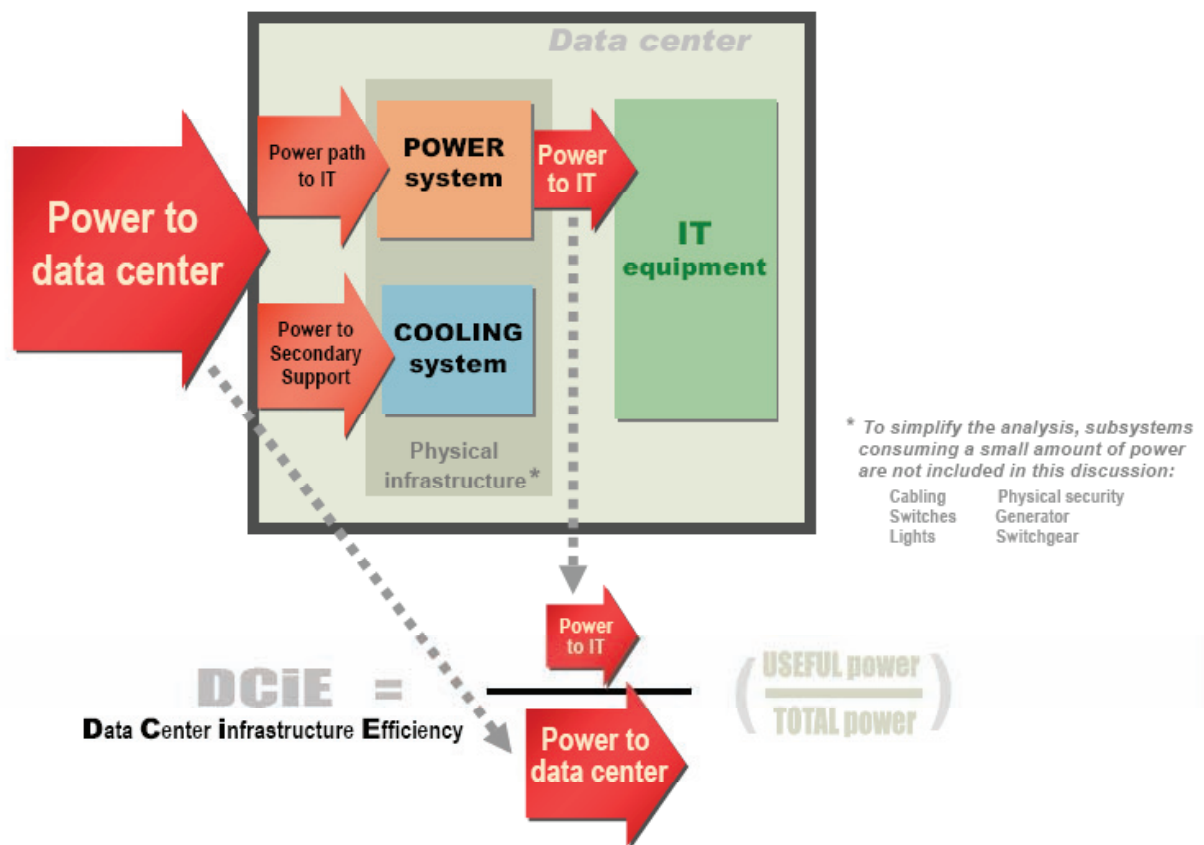 Data center
Power to
data center
Power path
to IT
POWER
system
Power
to IT
IT
equipment
Power to
Secondary
Support
COOLING
system
Physical
infrastructure*
* To simplify the analysis, subsystems
consuming a small amount of power
are not included in this discussion:
Cabling Physical security
Switches Generator
Lights Switchgear
DCiE =
Data Center infrastructure Efficiency
Power
to IT
Power to
data center
(USEFUL power
TOTAL power)